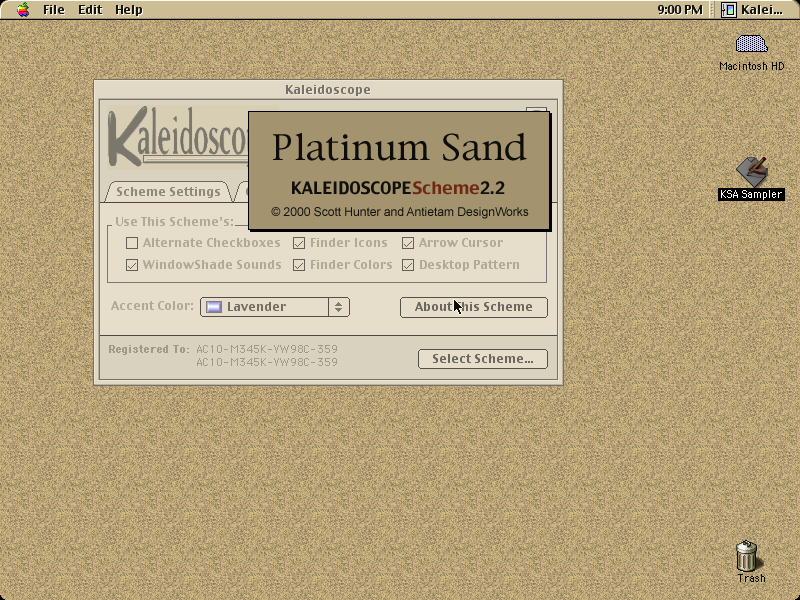 File Edit Help 9:00 PM Kalei...
Macintosh HD
Kaleidoscope
Kaleidosco
Platinum Sand
KALEIDOSCOPEScheme2.2
© 2000 Scott Hunter and Antietam DesignWorks
Scheme Settings
KSA Sampler
Use This Scheme's:
Alternate Checkboxes Finder Icons Arrow Cursor
WindowShade Sounds Finder Colors Desktop Pattern
Accent Color: Lavender About This Scheme
Registered To: AC10-M345K-YW98C-359
AC10-M345K-YW98C-359
Select Scheme...
Trash